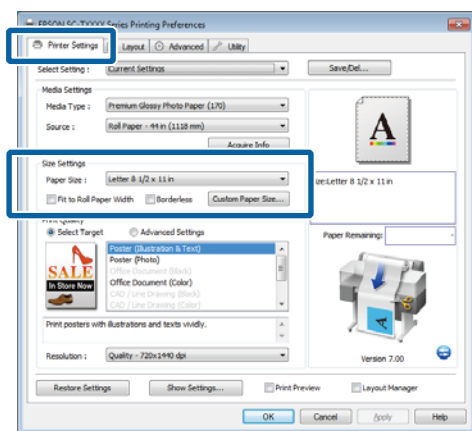 EPSON SC-TXXXX Series Printing Preferences
Printer Settings Layout Advanced Utility
Select Setting : Current Settings Save/Del...
Media Settings
Media Type : Premium Glossy Photo Paper (170)
Source : Roll Paper - 44 in (1118 mm)
Acquire Info
A
Size Settings
Paper Size : Letter 8 1/2 x 11 in
ize:Letter 8 1/2 x 11 in
Fit to Roll Paper Width Borderless Custom Paper Size...
Print Quality
Select Target Advanced Settings
Paper Remaining: -
SALE
In Store Now
Poster (Illustration & Text)
Poster (Photo)
Office Document (Black)
Office Document (Color)
CAD / Line Drawing (Black)
CAD / Line Drawing (Color)
Print posters with illustrations and texts vividly.
Resolution : Quality - 720x1440 dpi
Version 7.00
Restore Settings Show Settings... Print Preview Layout Manager
OK Cancel Apply Help